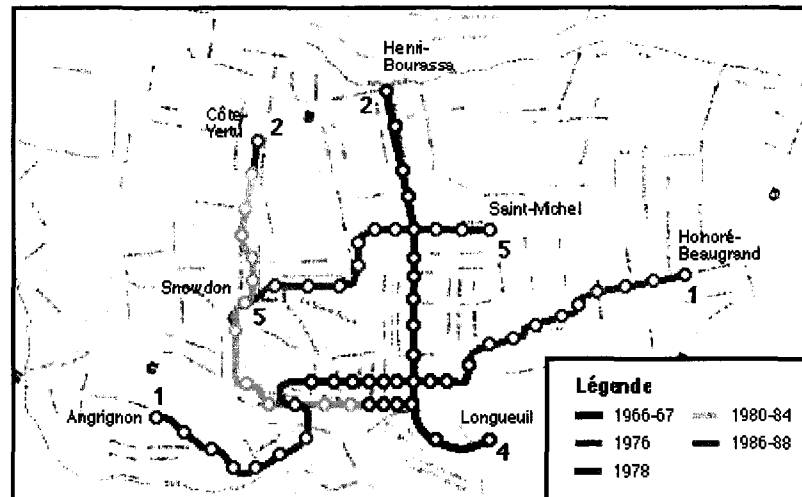 Henri-
Bourassa
2
Côte-
Vertu
2
Saint-Michel
5
Honoré-
Beaugrand
1
Snowdon
5
Angrignon
1
Longueuil
4
Légende
1966-67
1976
1978
1980-84
1986-88